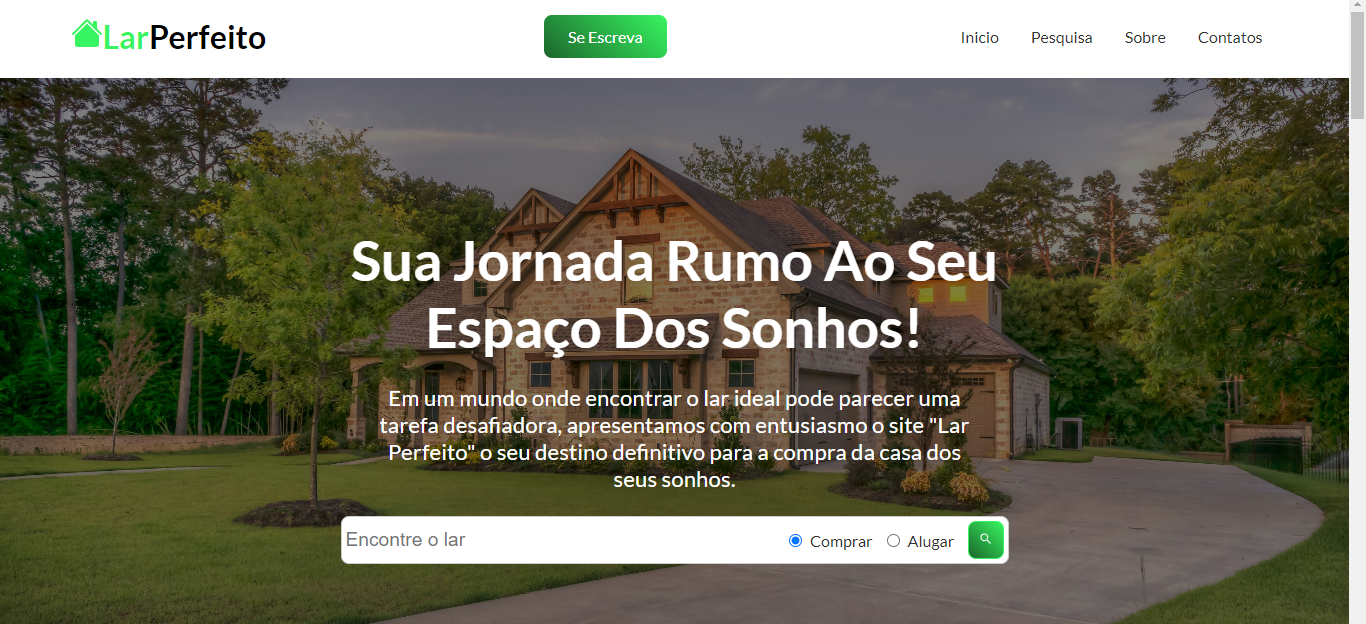 LarPerfeito
Se Escreva
Inicio Pesquisa Sobre Contatos
Sua Jornada Rumo Ao Seu
Espaço Dos Sonhos!
Em um mundo onde encontrar o lar ideal pode parecer uma
tarefa desafiadora, apresentamos com entusiasmo o site "Lar
Perfeito" o seu destino definitivo para a compra da casa dos
seus sonhos.
Encontre o lar Comprar Alugar